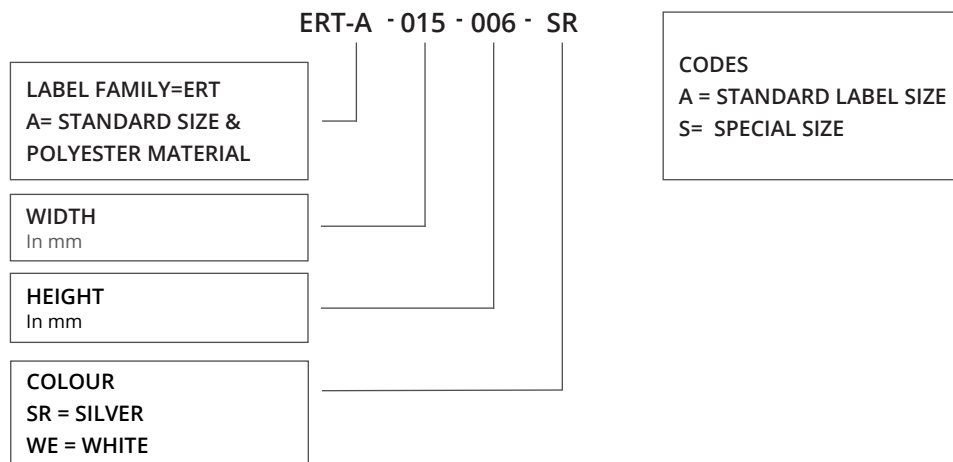 ERT-A - 015 - 006 - SR
LABEL FAMILY=ERT
A= STANDARD SIZE &
POLYESTER MATERIAL
WIDTH
In mm
HEIGHT
In mm
COLOUR
SR = SILVER
WE = WHITE
CODES
A = STANDARD LABEL SIZE
S= SPECIAL SIZE